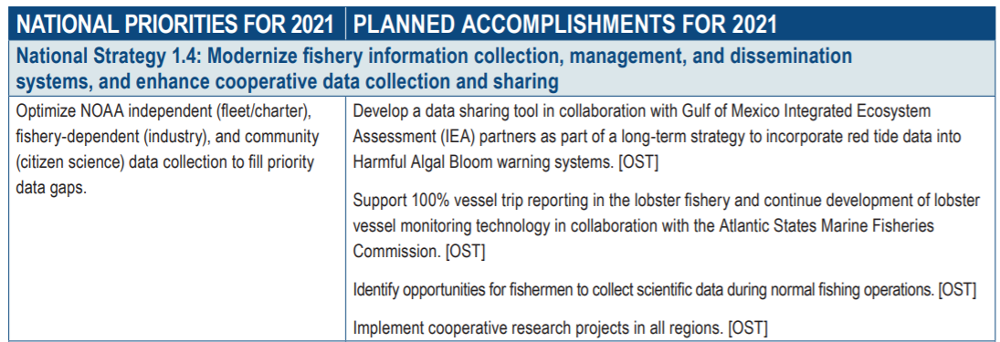 NATIONAL PRIORITIES FOR 2021
PLANNED ACCOMPLISHMENTS FOR 2021
National Strategy 1.4: Modernize fishery information collection, management, and dissemination
systems, and enhance cooperative data collection and sharing
Optimize NOAA independent (fleet/charter),
fishery-dependent (industry), and community
(citizen science) data collection to fill priority
data gaps.
Develop a data sharing tool in collaboration with Gulf of Mexico Integrated Ecosystem
Assessment (IEA) partners as part of a long-term strategy to incorporate red tide data into
Harmful Algal Bloom warning systems. [OST]
Support 100% vessel trip reporting in the lobster fishery and continue development of lobster
vessel monitoring technology in collaboration with the Atlantic States Marine Fisheries
Commission. [OST]
Identify opportunities for fishermen to collect scientific data during normal fishing operations. [OST]
Implement cooperative research projects in all regions. [OST]